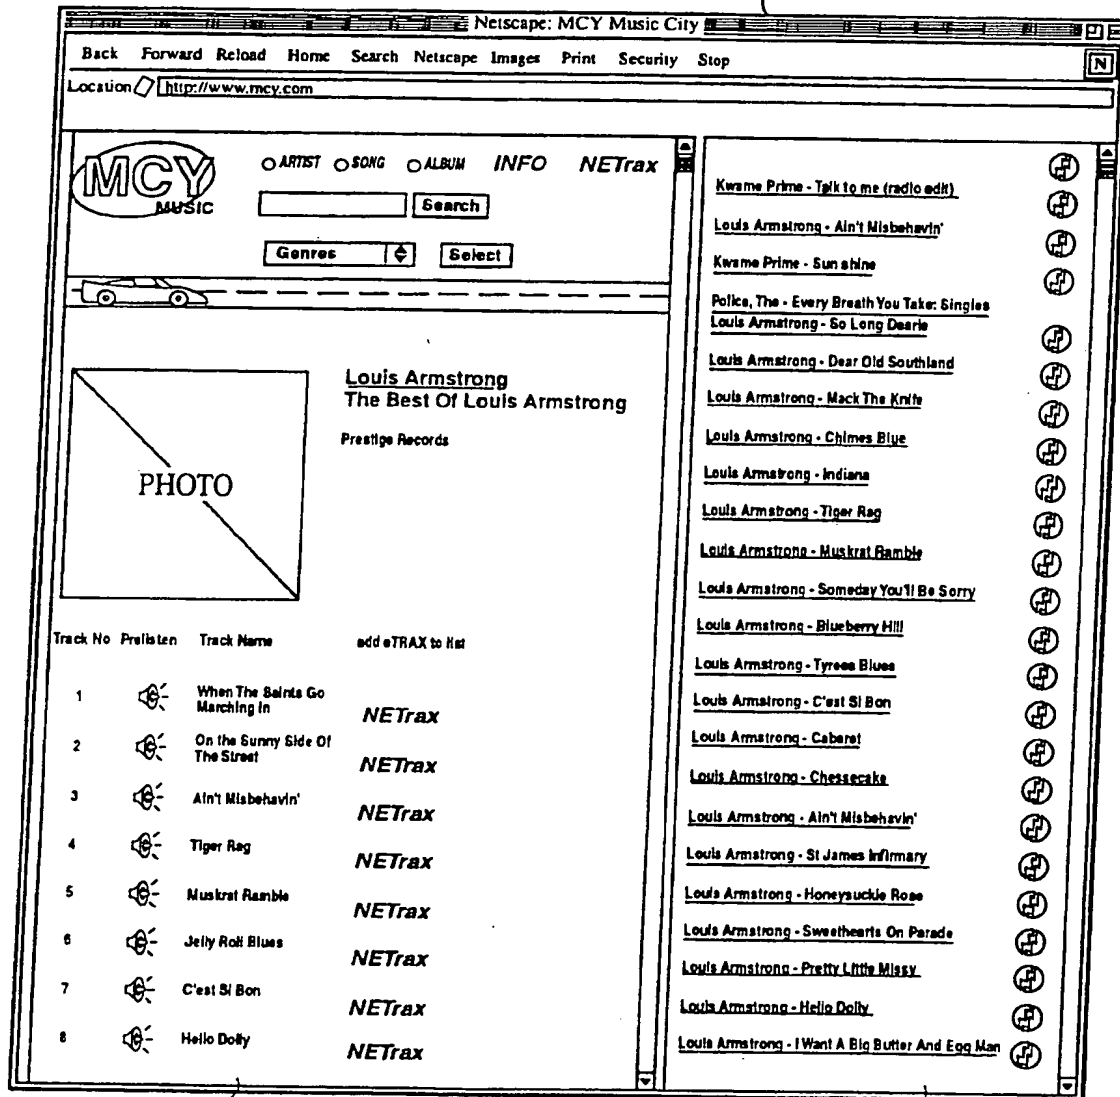 Netscape: MCY Music City
Back Forward Reload Home Search Netscape Images Print Security Stop
N
Location http://www.mcy.com
MCY
MUSIC
ARTIST SONG ALBUM INFO NETrax
Search
Genres Select
Louis Armstrong
The Best Of Louis Armstrong
Prestige Records
PHOTO
Track No Prelisten Track Name add eTRAX to list
1 When The Saints Go
Marching In
NETrax
2 On the Sunny Side Of
The Street
NETrax
3 Ain't Misbehavin'
NETrax
4 Tiger Rag
NETrax
5 Muskrat Ramble
NETrax
6 Jelly Roll Blues
NETrax
7 C'est Si Bon
NETrax
8 Hello Dolly
NETrax
Kwame Prime - Talk to me (radio edit)
Louis Armstrong - Ain't Misbehavin'
Kwame Prime - Sun shine
Police, The - Every Breath You Take: Singles
Louis Armstrong - So Long Dearie
Louis Armstrong - Dear Old Southland
Louis Armstrong - Mack The Knife
Louis Armstrong - Chimes Blue
Louis Armstrong - Indiana
Louis Armstrong - Tiger Rag
Louis Armstrong - Muskrat Ramble
Louis Armstrong - Someday You'll Be Sorry
Louis Armstrong - Blueberry Hill
Louis Armstrong - Tyrees Blues
Louis Armstrong - C'est Si Bon
Louis Armstrong - Cabaret
Louis Armstrong - Chessecake
Louis Armstrong - Ain't Misbehavin'
Louis Armstrong - St James Infirmary
Louis Armstrong - Honeysuckle Rose
Louis Armstrong - Sweethearts On Parade
Louis Armstrong - Pretty Little Missy
Louis Armstrong - Hello Dolly
Louis Armstrong - I Want A Big Butter And Egg Man